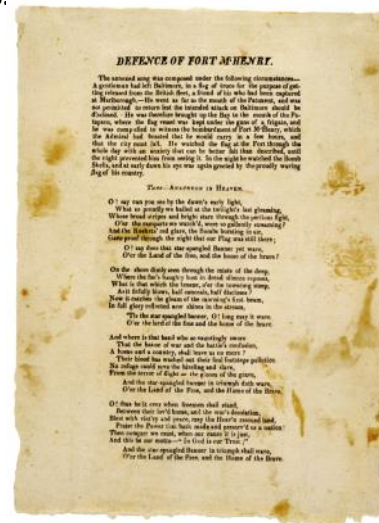 DEFENCE OF FORT M'HENRY.
The annexed song was composed under the following circumstances—
A gentleman had left Baltimore, in a flag of truce for the purpose of get-
ting released from the British fleet, a friend of his who had been captured
at Marlborough.—He went as far as the mouth of the Patuxent, and was
not permitted to return lest the intended attack on Baltimore should be
disclosed. He was therefore brought up the Bay to the mouth of the Pa-
tapsco, where the flag vessel was kept under the guns of a frigate, and
he was compelled to witness the bombardment of Fort M'Henry, which
the Admiral had boasted that he would carry in a few hours, and
that the city must fall. He watched the flag at the Fort through the
whole day with an anxiety that can be better felt than described, until
the night prevented him from seeing it. In the night he watched the Bomb
Shells, and at early dawn his eye was again greeted by the proudly waving
flag of his country.
Tune—ANACREON IN HEAVEN.
O! say can you see by the dawn's early light,
What so proudly we hailed at the twilight's last gleaming,
Whose broad stripes and bright stars through the perilous fight,
O'er the ramparts we watch'd, were so gallantly streaming?
And the Rockets' red glare, the Bombs bursting in air,
Gave proof through the night that our Flag was still there;
O! say does that star spangled Banner yet wave,
O'er the Land of the free, and the home of the brave?
On the shore dimly seen through the mists of the deep,
Where the foe's haughty host in dread silence reposes,
What is that which the breeze, o'er the towering steep,
As it fitfully blows, half conceals, half discloses?
Now it catches the gleam of the morning's first beam,
In full glory reflected now shines in the stream,
'Tis the star spangled banner, O! long may it wave
O'er the land of the free and the home of the brave.
And where is that band who so vauntingly swore
That the havoc of war and the battle's confusion,
A home and a country, shall leave us no more?
Their blood has washed out their foul footsteps pollution
No refuge could save the hireling and slave,
From the terror of flight or the gloom of the grave,
And the star-spangled banner in triumph doth wave,
O'er the Land of the Free, and the Home of the Brave.
O! thus be it ever when freemen shall stand,
Between their lov'd home, and the war's desolation,
Blest with vict'ry and peace, may the Heav'n rescued land,
Praise the Power that hath made and preserv'd us a nation!
Then conquer we must, when our cause it is just,
And this be our motto—"In God is our Trust;"
And the star-spangled Banner in triumph shall wave,
O'er the Land of the Free, and the Home of the Brave.